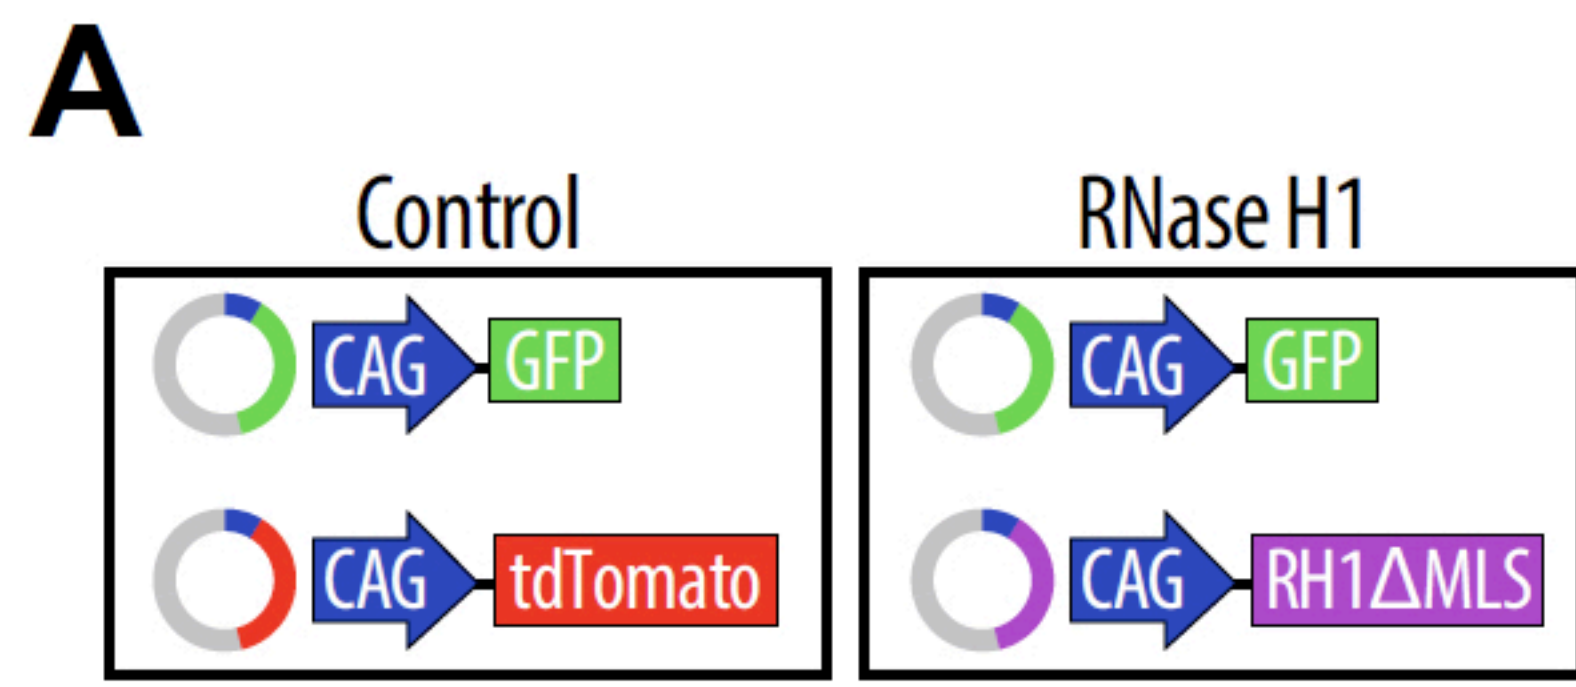 A
Control
RNase H1
CAG GFP
CAG GFP
CAG tdTomato
CAG RH1ΔMLS